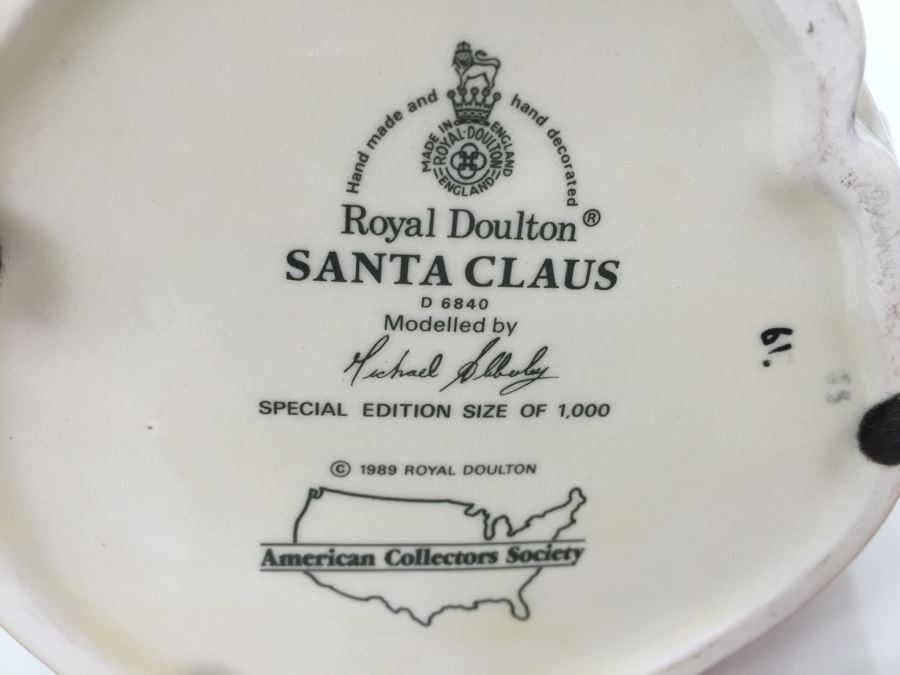 Hand made and hand decorated
MADE IN ENGLAND
ROYAL·DOULTON
ENGLAND
Royal Doulton®
SANTA CLAUS
D 6840
Modelled by
Michael Abberley
SPECIAL EDITION SIZE OF 1,000
© 1989 ROYAL DOULTON
American Collectors Society
61.